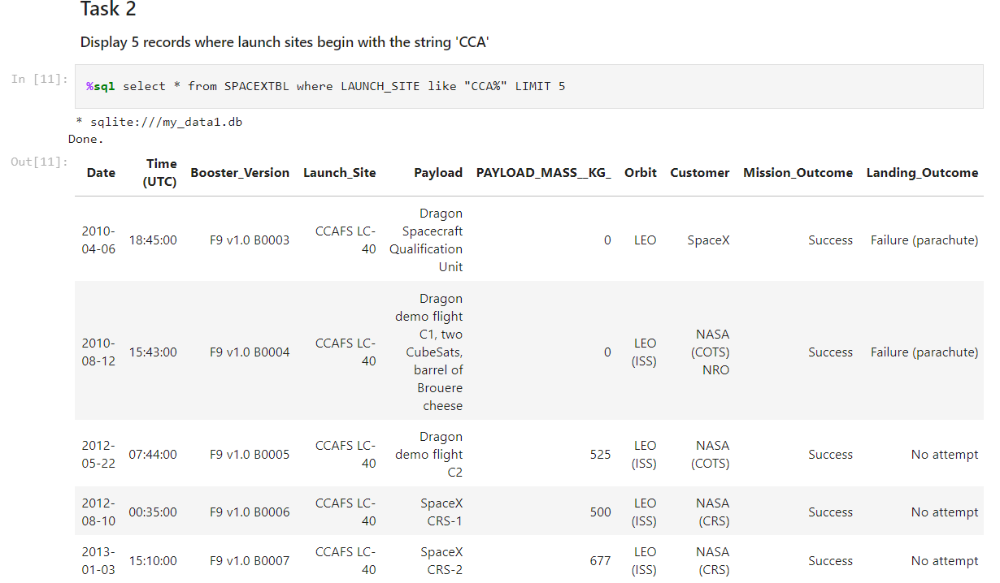 Task 2
Display 5 records where launch sites begin with the string 'CCA'
In [11]: %sql select * from SPACEXTBL where LAUNCH_SITE like "CCA%" LIMIT 5
* sqlite:///my_data1.db
Done.
Out[11]:
Date Time (UTC) Booster_Version Launch_Site Payload PAYLOAD_MASS__KG_ Orbit Customer Mission_Outcome Landing_Outcome
2010-04-06 18:45:00 F9 v1.0 B0003 CCAFS LC-40 Dragon Spacecraft Qualification Unit 0 LEO SpaceX Success Failure (parachute)
2010-08-12 15:43:00 F9 v1.0 B0004 CCAFS LC-40 Dragon demo flight C1, two CubeSats, barrel of Brouere cheese 0 LEO (ISS) NASA (COTS) NRO Success Failure (parachute)
2012-05-22 07:44:00 F9 v1.0 B0005 CCAFS LC-40 Dragon demo flight C2 525 LEO (ISS) NASA (COTS) Success No attempt
2012-08-10 00:35:00 F9 v1.0 B0006 CCAFS LC-40 SpaceX CRS-1 500 LEO (ISS) NASA (CRS) Success No attempt
2013-01-03 15:10:00 F9 v1.0 B0007 CCAFS LC-40 SpaceX CRS-2 677 LEO (ISS) NASA (CRS) Success No attempt